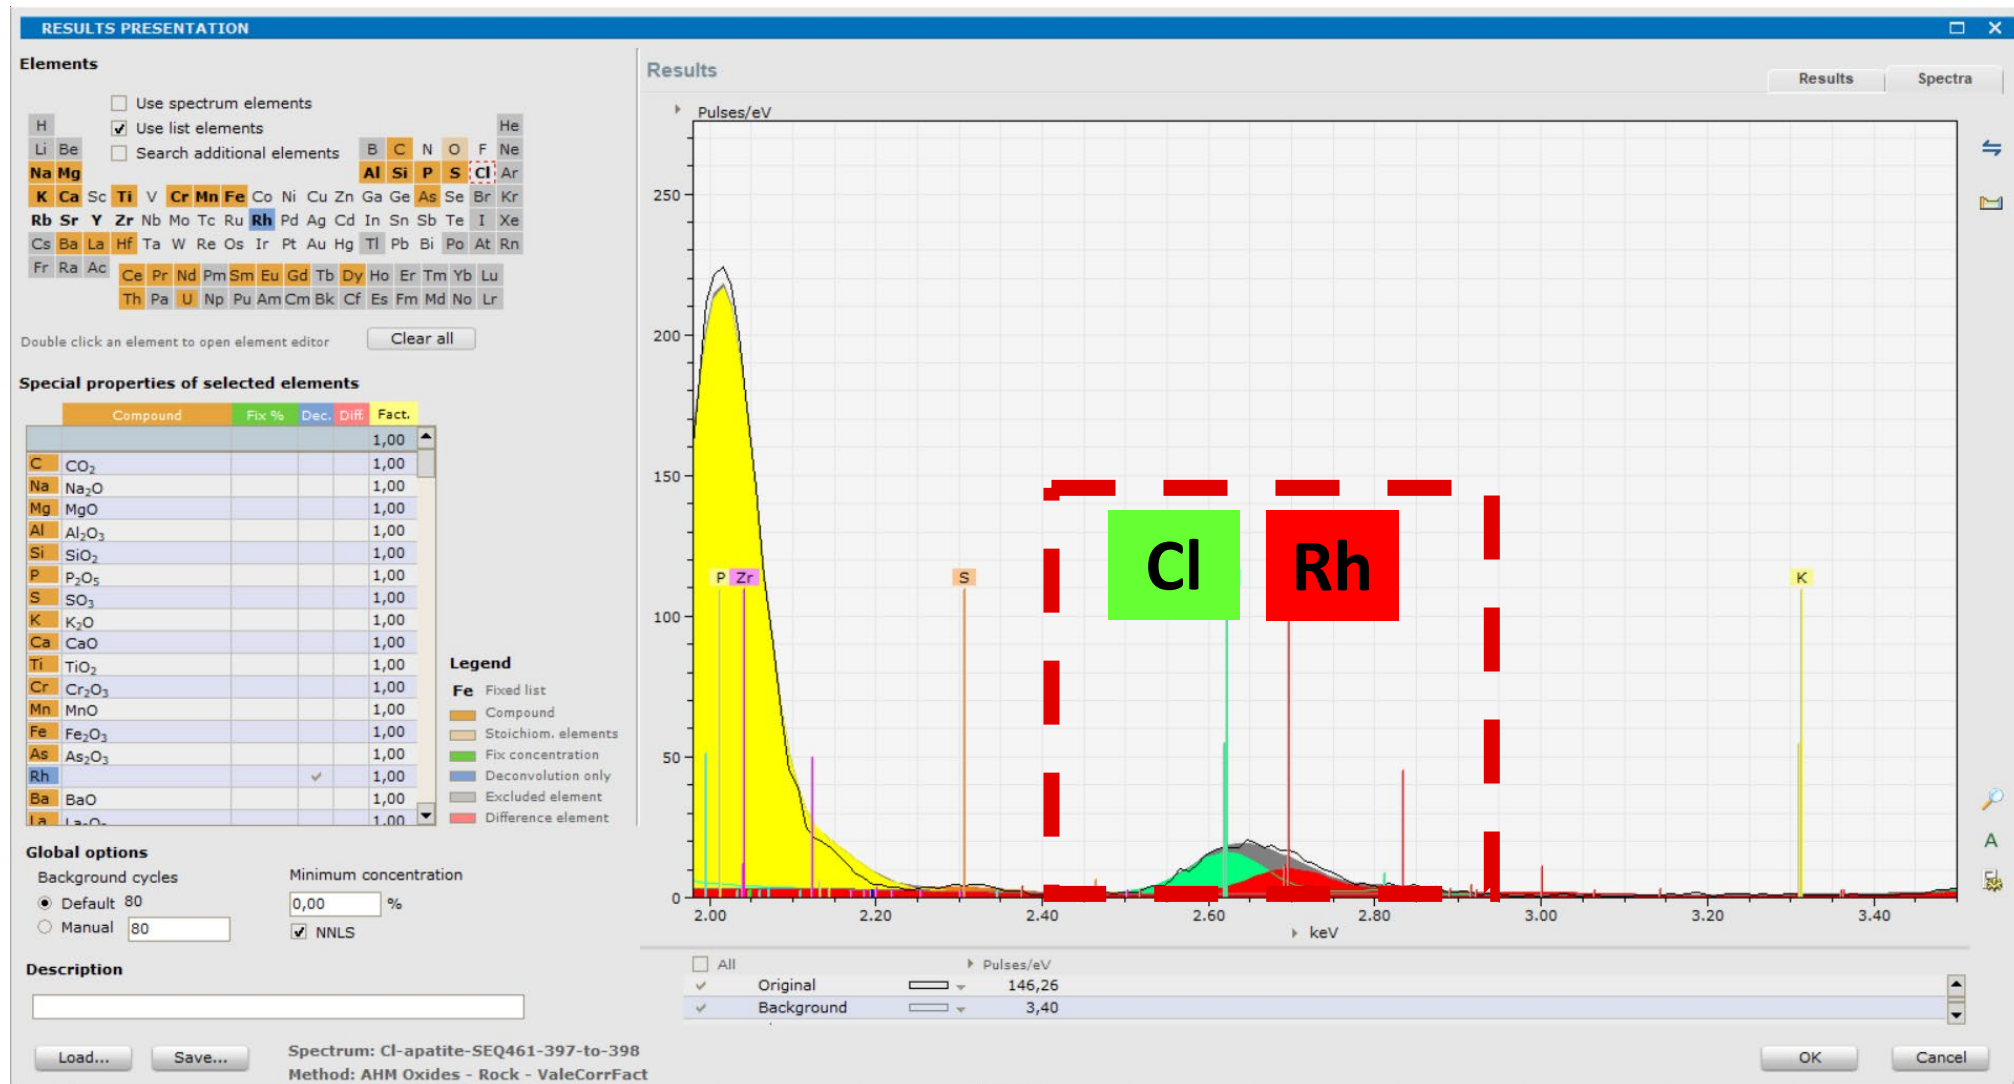 RESULTS PRESENTATION
Elements
Use spectrum elements
Use list elements
Search additional elements
H He
Li Be B C N O F Ne
Na Mg Al Si P S Cl Ar
K Ca Sc Ti V Cr Mn Fe Co Ni Cu Zn Ga Ge As Se Br Kr
Rb Sr Y Zr Nb Mo Tc Ru Rh Pd Ag Cd In Sn Sb Te I Xe
Cs Ba La Hf Ta W Re Os Ir Pt Au Hg Tl Pb Bi Po At Rn
Fr Ra Ac
Ce Pr Nd Pm Sm Eu Gd Tb Dy Ho Er Tm Yb Lu
Th Pa U Np Pu Am Cm Bk Cf Es Fm Md No Lr
Double click an element to open element editor
Clear all
Special properties of selected elements
Compound Fix % Dec. Diff. Fact.
1,00
C CO₂ 1,00
Na Na₂O 1,00
Mg MgO 1,00
Al Al₂O₃ 1,00
Si SiO₂ 1,00
P P₂O₅ 1,00
S SO₃ 1,00
K K₂O 1,00
Ca CaO 1,00
Ti TiO₂ 1,00
Cr Cr₂O₃ 1,00
Mn MnO 1,00
Fe Fe₂O₃ 1,00
As As₂O₃ 1,00
Rh 1,00
Ba BaO 1,00
La 1,00
Legend
Fe Fixed list
Compound
Stoichiom. elements
Fix concentration
Deconvolution only
Excluded element
Difference element
Global options
Background cycles
Default 80
Manual 80
Minimum concentration
0,00 %
NNLS
Description
Load...
Save...
Spectrum: Cl-apatite-SEQ461-397-to-398
Method: AHM Oxides - Rock - ValeCorrFact
Results
Results Spectra
Pulses/eV
250
200
150
100
50
0
Cl Rh
P Zr S K
2.00 2.20 2.40 2.60 2.80 3.00 3.20 3.40
keV
All Pulses/eV
Original 146,26
Background 3,40
A
OK
Cancel